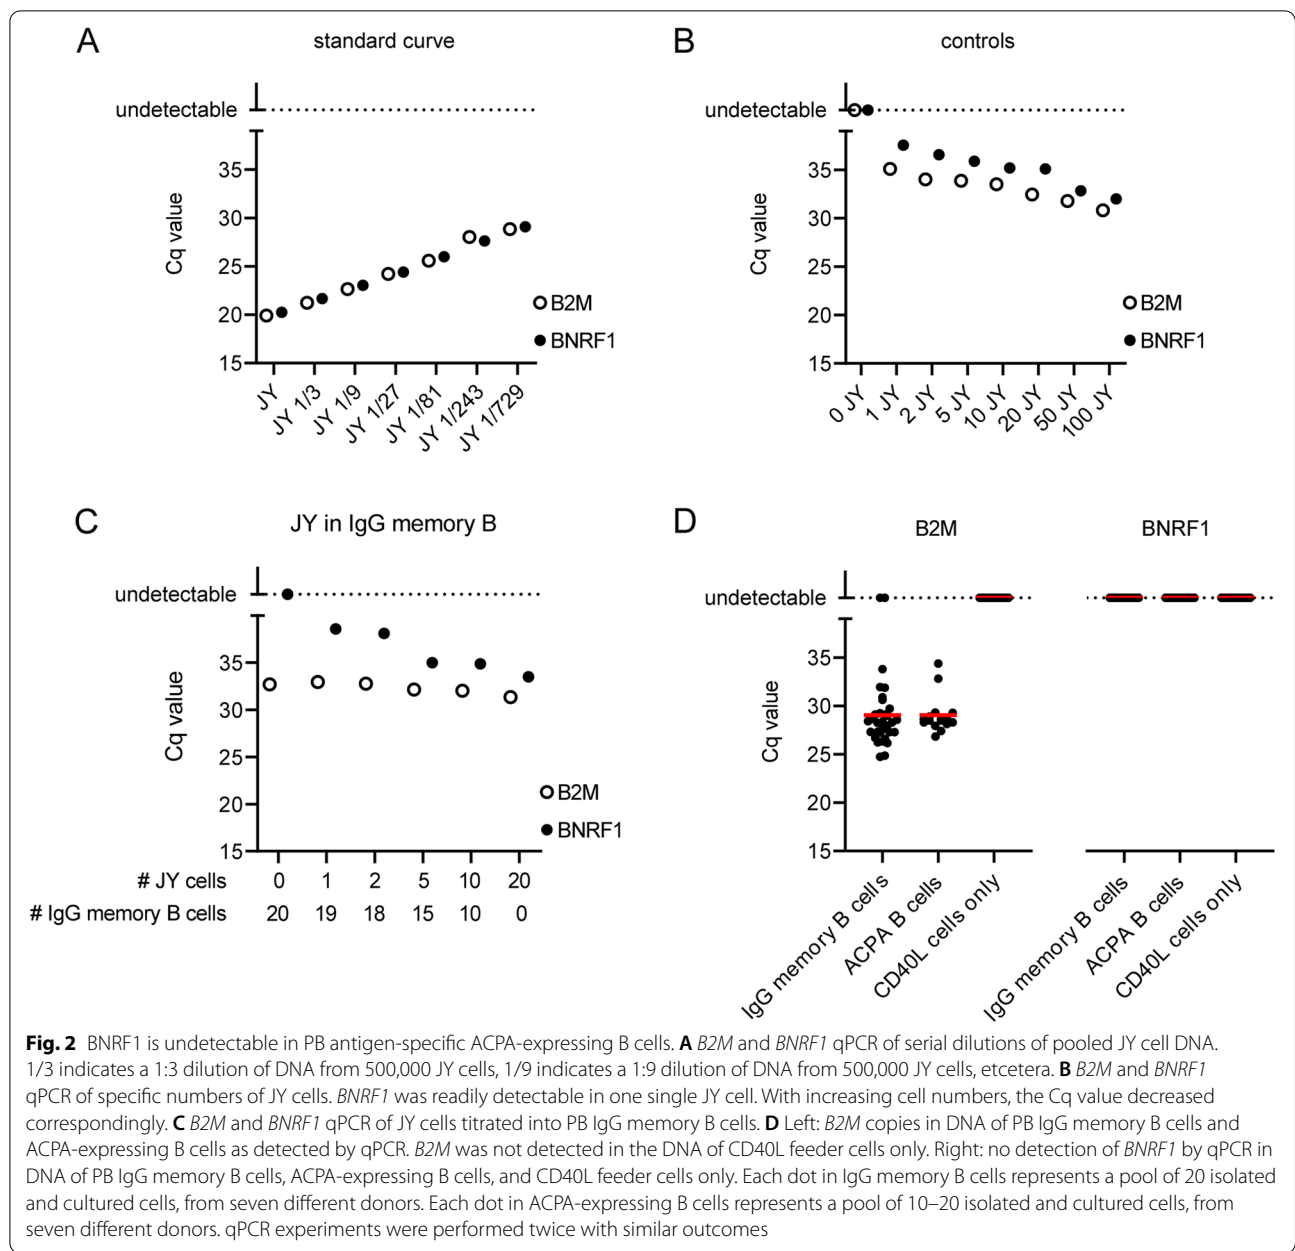 A
standard curve
undetectable
35
30
25
20
15
Cq value
B2M
BNRF1
JY
JY 1/3
JY 1/9
JY 1/27
JY 1/81
JY 1/243
JY 1/729
B
controls
undetectable
35
30
25
20
15
Cq value
B2M
BNRF1
0 JY
1 JY
2 JY
5 JY
10 JY
20 JY
50 JY
100 JY
C
JY in IgG memory B
undetectable
35
30
25
20
15
Cq value
B2M
BNRF1
# JY cells 0 1 2 5 10 20
# IgG memory B cells 20 19 18 15 10 0
D
B2M
BNRF1
undetectable
35
30
25
20
15
Cq value
IgG memory B cells
ACPA B cells
CD40L cells only
IgG memory B cells
ACPA B cells
CD40L cells only
Fig. 2 BNRF1 is undetectable in PB antigen-specific ACPA-expressing B cells. A B2M and BNRF1 qPCR of serial dilutions of pooled JY cell DNA.
1/3 indicates a 1:3 dilution of DNA from 500,000 JY cells, 1/9 indicates a 1:9 dilution of DNA from 500,000 JY cells, etcetera. B B2M and BNRF1
qPCR of specific numbers of JY cells. BNRF1 was readily detectable in one single JY cell. With increasing cell numbers, the Cq value decreased
correspondingly. C B2M and BNRF1 qPCR of JY cells titrated into PB IgG memory B cells. D Left: B2M copies in DNA of PB IgG memory B cells and
ACPA-expressing B cells as detected by qPCR. B2M was not detected in the DNA of CD40L feeder cells only. Right: no detection of BNRF1 by qPCR in
DNA of PB IgG memory B cells, ACPA-expressing B cells, and CD40L feeder cells only. Each dot in IgG memory B cells represents a pool of 20 isolated
and cultured cells, from seven different donors. Each dot in ACPA-expressing B cells represents a pool of 10–20 isolated and cultured cells, from
seven different donors. qPCR experiments were performed twice with similar outcomes